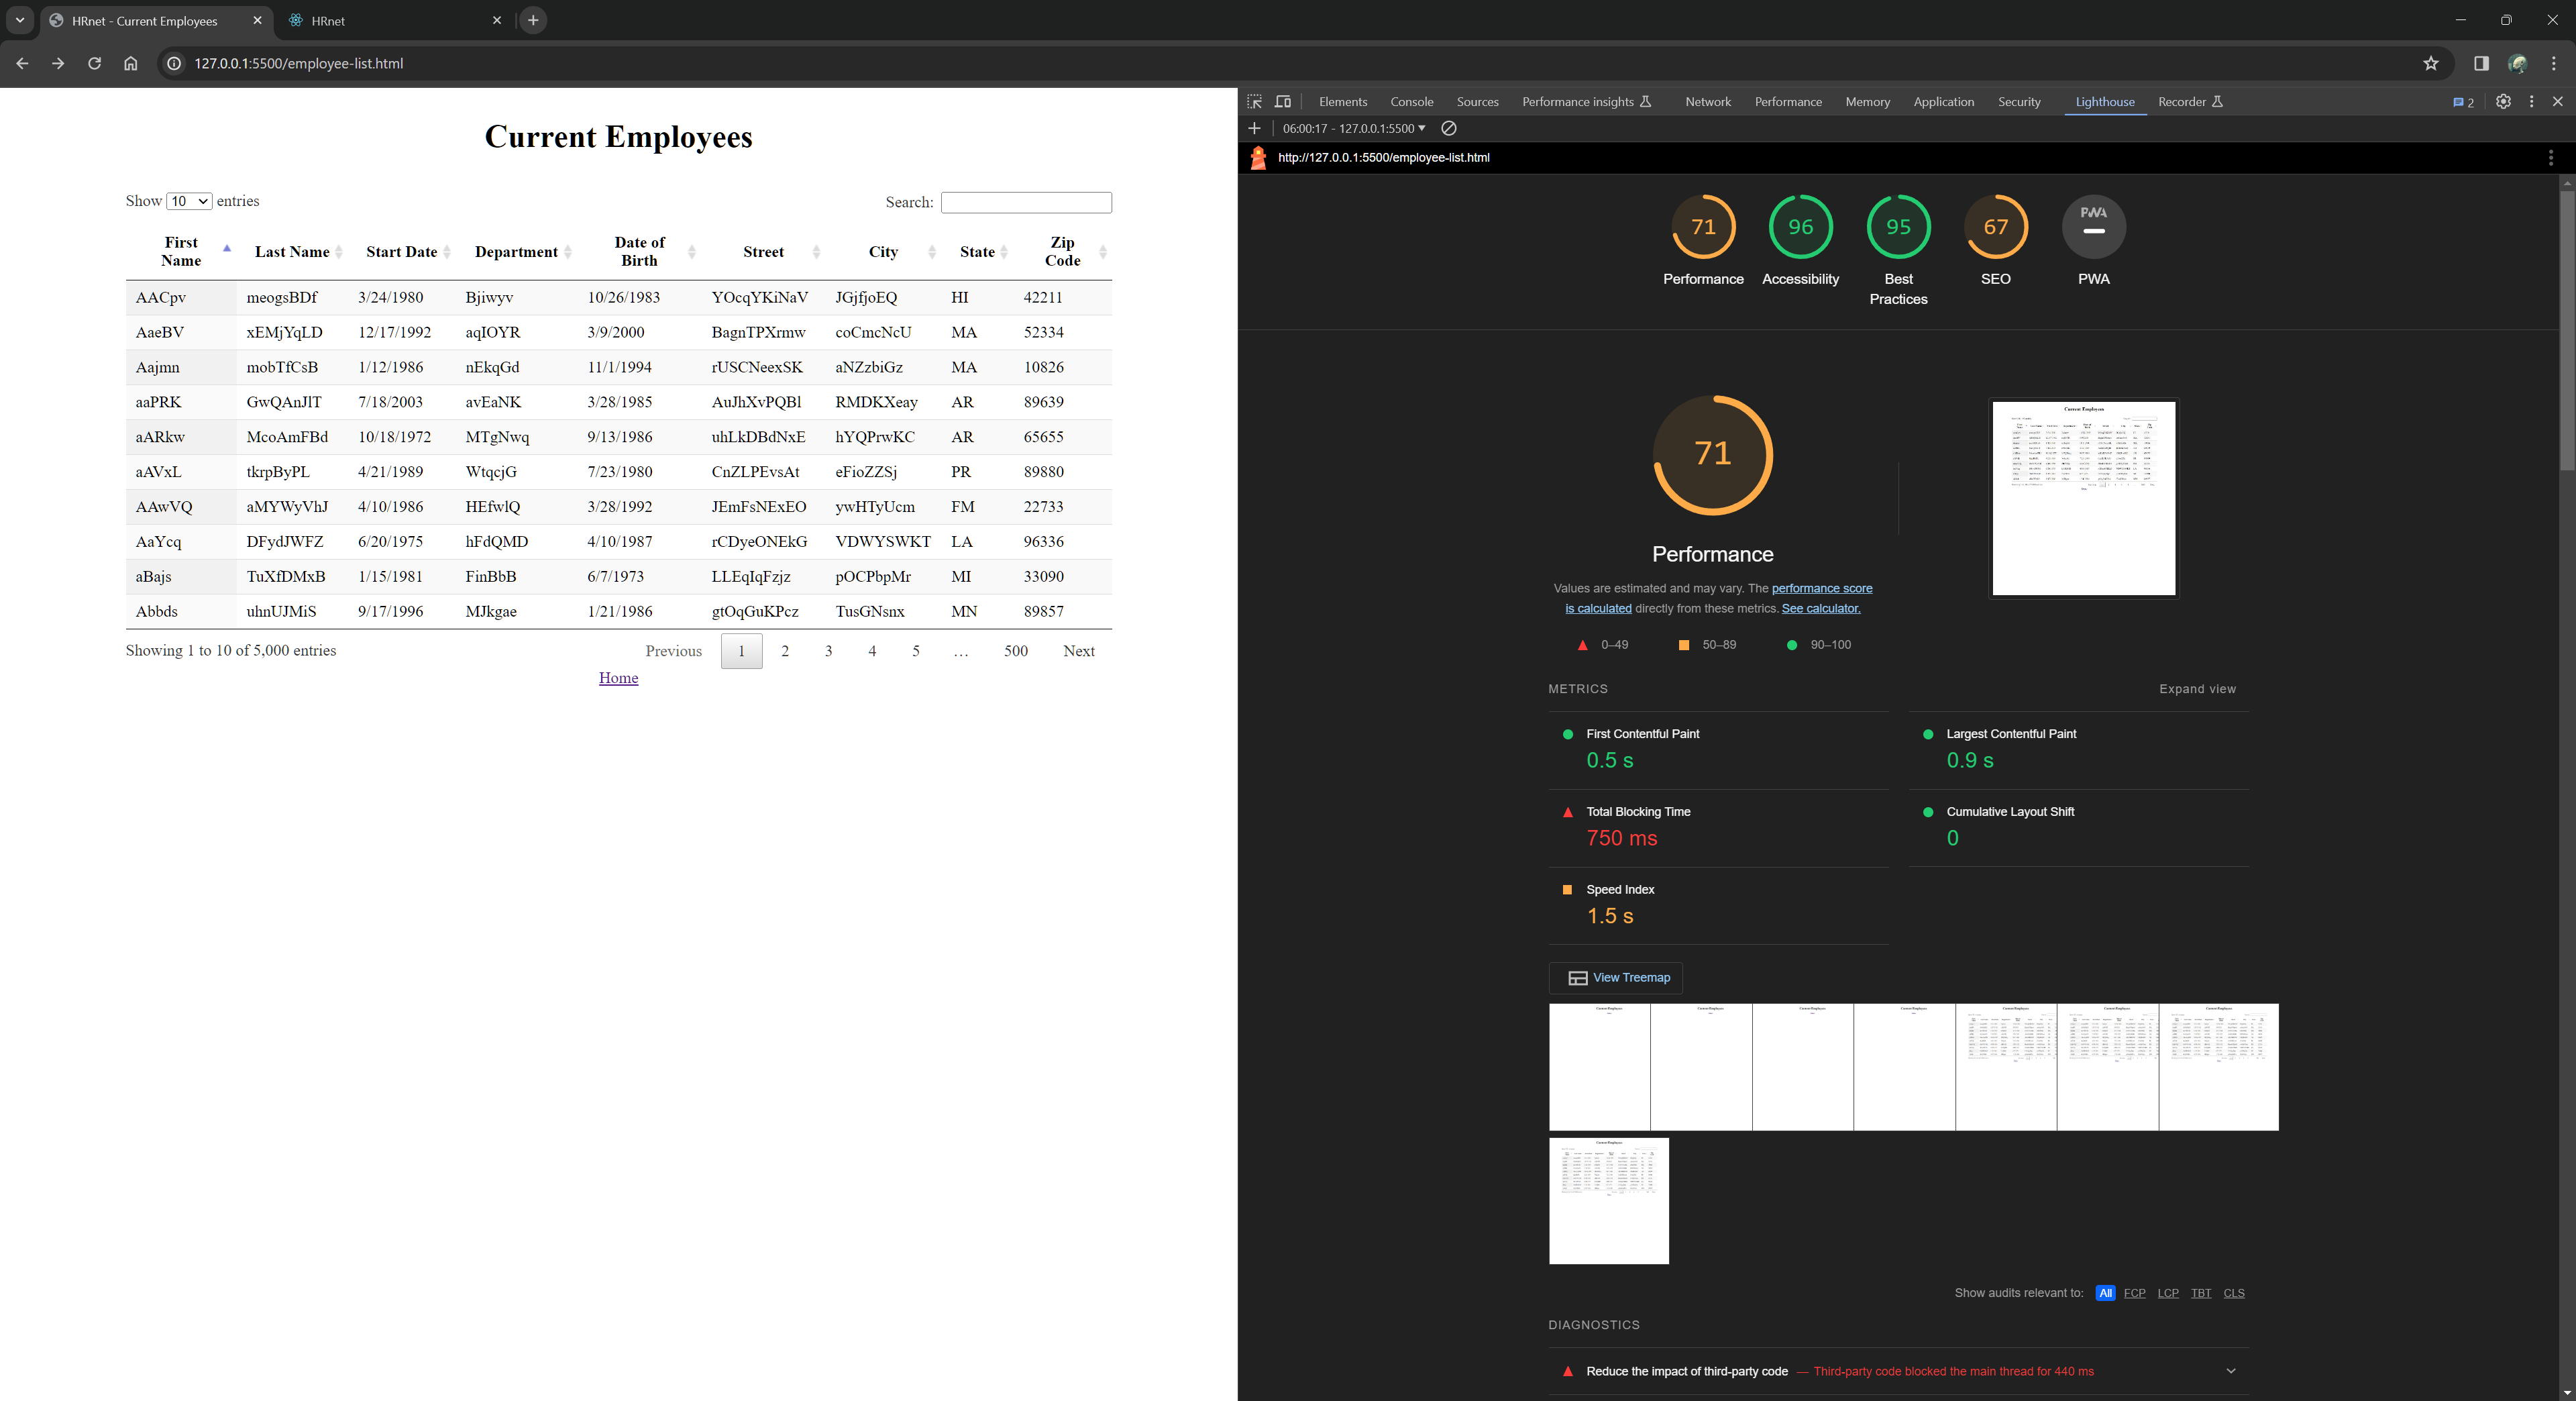 HRnet - Current Employees
HRnet
127.0.0.1:5500/employee-list.html
Current Employees
Show 10 entries
Search:
First Name Last Name Start Date Department Date of Birth Street City State Zip Code
AACpv meogsBDf 3/24/1980 Bjiwyv 10/26/1983 YOcqYKiNaV JGjfjoEQ HI 42211
AaeBV xEMjYqLD 12/17/1992 aqIOYR 3/9/2000 BagnTPXrmw coCmcNcU MA 52334
Aajmn mobTfCsB 1/12/1986 nEkqGd 11/1/1994 rUSCNeexSK aNZzbiGz MA 10826
aaPRK GwQAnJlT 7/18/2003 avEaNK 3/28/1985 AuJhXvPQBl RMDKXeay AR 89639
aARkw McoAmFBd 10/18/1972 MTgNwq 9/13/1986 uhLkDBdNxE hYQPrwKC AR 65655
aAVxL tkrpByPL 4/21/1989 WtqcjG 7/23/1980 CnZLPEvsAt eFioZZSj PR 89880
AAwVQ aMYWyVhJ 4/10/1986 HEfwlQ 3/28/1992 JEmFsNExEO ywHTyUcm FM 22733
AaYcq DFydJWFZ 6/20/1975 hFdQMD 4/10/1987 rCDyeONEkG VDWYSWKT LA 96336
aBajs TuXfDMxB 1/15/1981 FinBbB 6/7/1973 LLEqIqFzjz pOCPbpMr MI 33090
Abbds uhnUJMiS 9/17/1996 MJkgae 1/21/1986 gtOqGuKPcz TusGNsnx MN 89857
Showing 1 to 10 of 5,000 entries
Previous 1 2 3 4 5 … 500 Next
Home
Elements Console Sources Performance insights Network Performance Memory Application Security Lighthouse Recorder 2
06:00:17 - 127.0.0.1:5500
http://127.0.0.1:5500/employee-list.html
71 96 95 67 PWA
Performance Accessibility Best Practices SEO PWA
71
Performance
Values are estimated and may vary. The performance score
is calculated directly from these metrics. See calculator.
0–49 50–89 90–100
METRICS
Expand view
First Contentful Paint
0.5 s
Largest Contentful Paint
0.9 s
Total Blocking Time
750 ms
Cumulative Layout Shift
0
Speed Index
1.5 s
View Treemap
Show audits relevant to: All FCP LCP TBT CLS
DIAGNOSTICS
Reduce the impact of third-party code — Third-party code blocked the main thread for 440 ms